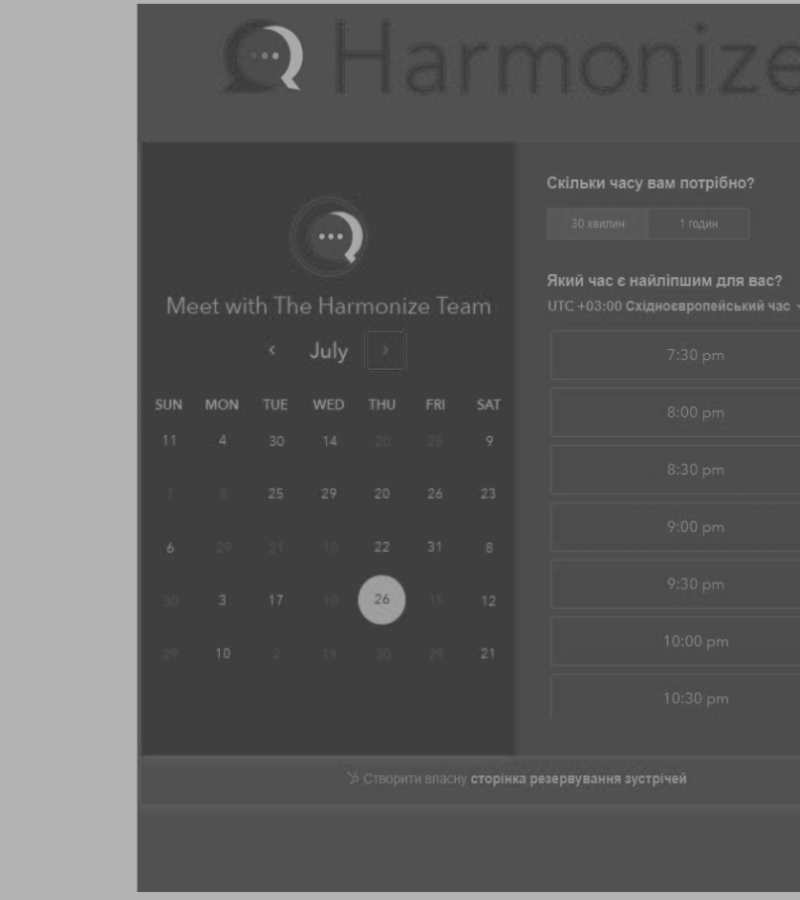 Harmonize
Meet with The Harmonize Team
July
SUN MON TUE WED THU FRI SAT
11 4 30 14 20 25 9
7 8 25 29 20 26 23
6 29 21 10 22 31 8
30 3 17 26 15 12
29 10 2 19 30 29 21
Скільки часу вам потрібно?
30 хвилин 1 годин
Який час є найліпшим для вас?
UTC +03:00 Східноєвропейський час
7:30 pm
8:00 pm
8:30 pm
9:00 pm
9:30 pm
10:00 pm
10:30 pm
Створити власну сторінка резервування зустрічей